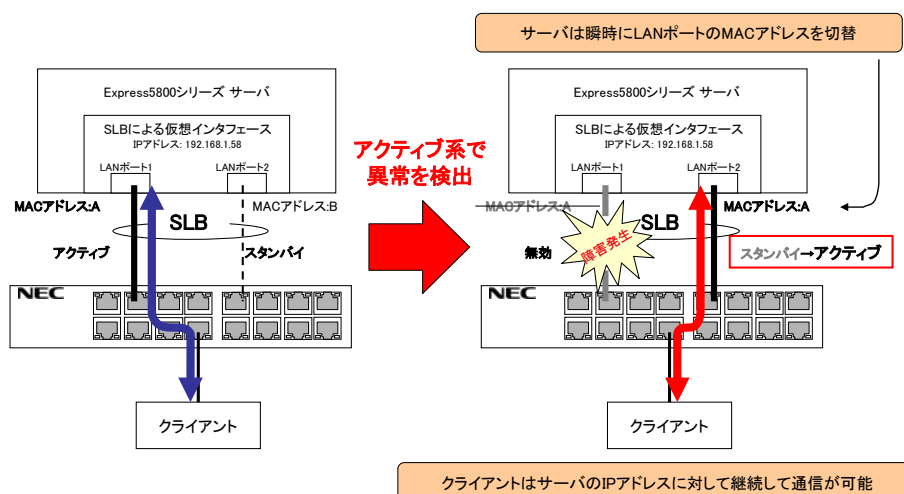 サーバは瞬時にLANポートのMACアドレスを切替
Express5800シリーズ サーバ
SLBによる仮想インタフェース
IPアドレス: 192.168.1.58
LANポート1
LANポート2
MACアドレス:A
MACアドレス:B
SLB
アクティブ
スタンバイ
NEC
クライアント
アクティブ系で
異常を検出
Express5800シリーズ サーバ
SLBによる仮想インタフェース
IPアドレス: 192.168.1.58
LANポート1
LANポート2
MACアドレス:A
MACアドレス:A
SLB
無効
障害発生
スタンバイ→アクティブ
NEC
クライアント
クライアントはサーバのIPアドレスに対して継続して通信が可能